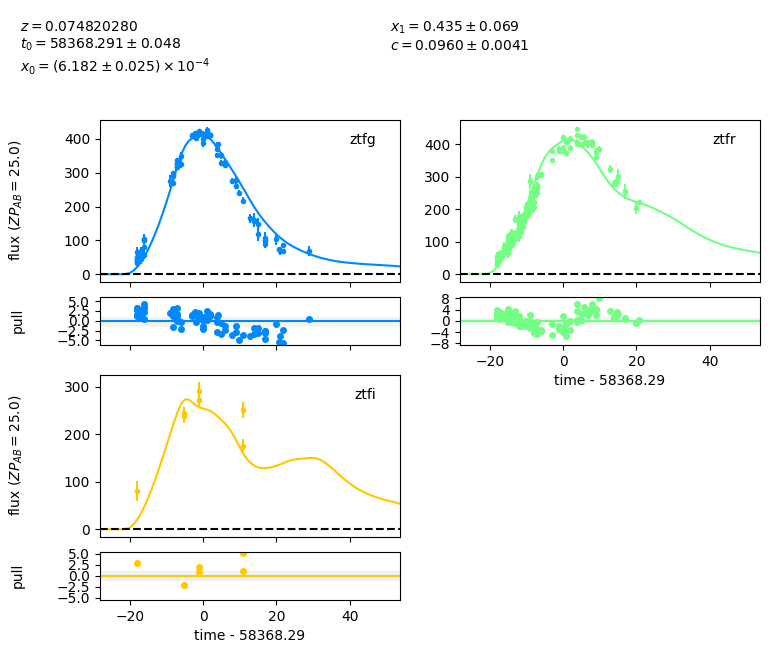 z = 0.074820280
t₀ = 58368.291 ± 0.048
x₀ = (6.182 ± 0.025) × 10⁻⁴
x₁ = 0.435 ± 0.069
c = 0.0960 ± 0.0041
ztfg
flux (ZP_AB = 25.0)
400
300
200
100
0
ztfr
400
300
200
100
0
pull
5.0
2.5
0.0
−2.5
−5.0
8
4
0
−4
−8
−20 0 20 40
time - 58368.29
ztfi
flux (ZP_AB = 25.0)
300
200
100
0
pull
5.0
2.5
0.0
−2.5
−5.0
−20 0 20 40
time - 58368.29